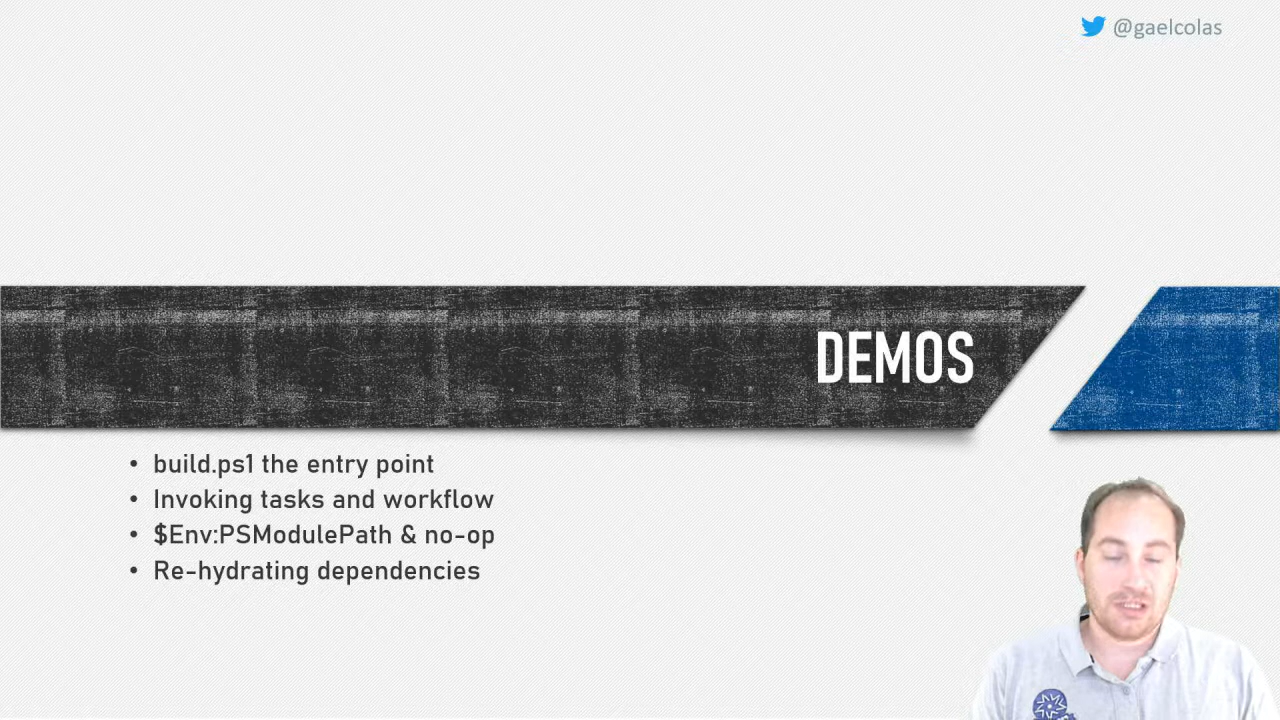 @gaelcolas
DEMOS
• build.ps1 the entry point
• Invoking tasks and workflow
• $Env:PSModulePath & no-op
• Re-hydrating dependencies